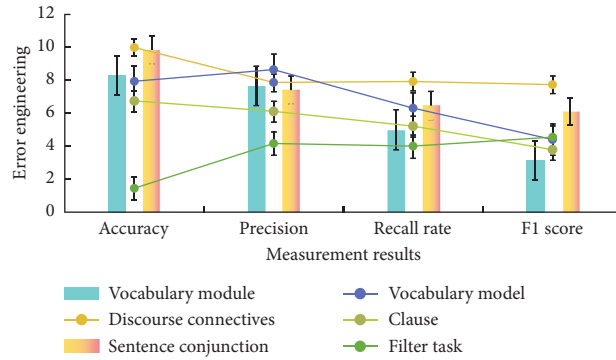 12
10
8
6
4
2
0
Error engineering
Accuracy Precision Recall rate F1 score
Measurement results
Vocabulary module Vocabulary model
Discourse connectives Clause
Sentence conjunction Filter task